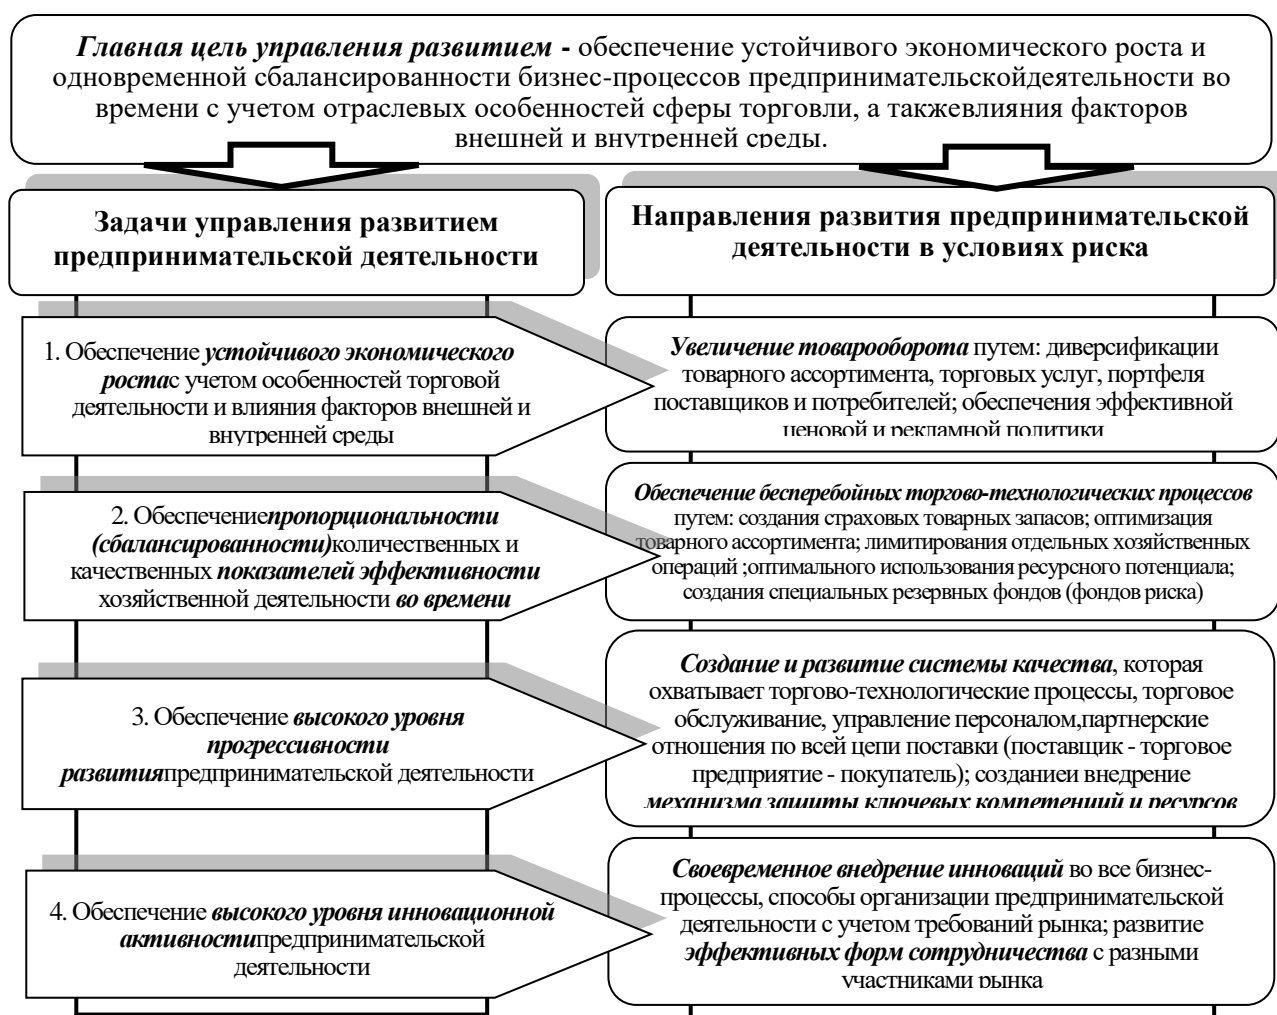 Главная цель управления развитием - обеспечение устойчивого экономического роста и
одновременной сбалансированности бизнес-процессов предпринимательскойдеятельности во
времени с учетом отраслевых особенностей сферы торговли, а такжевлияния факторов
внешней и внутренней среды.
Задачи управления развитием
предпринимательской деятельности
Направления развития предпринимательской
деятельности в условиях риска
1. Обеспечение устойчивого экономического
ростас учетом особенностей торговой
деятельности и влияния факторов внешней и
внутренней среды
Увеличение товарооборота путем: диверсификации
товарного ассортимента, торговых услуг, портфеля
поставщиков и потребителей; обеспечения эффективной
ценовой и рекламной политики
2. Обеспечениепропорциональности
(сбалансированности)количественных и
качественных показателей эффективности
хозяйственной деятельности во времени
Обеспечение бесперебойных торгово-технологических процессов
путем: создания страховых товарных запасов; оптимизация
товарного ассортимента; лимитирования отдельных хозяйственных
операций ;оптимального использования ресурсного потенциала;
создания специальных резервных фондов (фондов риска)
3. Обеспечение высокого уровня
прогрессивности
развитияпредпринимательской деятельности
Создание и развитие системы качества, которая
охватывает торгово-технологические процессы, торговое
обслуживание, управление персоналом,партнерские
отношения по всей цепи поставки (поставщик - торговое
предприятие - покупатель); созданиеи внедрение
механизма защиты ключевых компетенций и ресурсов
4. Обеспечение высокого уровня инновационной
активностипредпринимательской
деятельности
Своевременное внедрение инноваций во все бизнес-
процессы, способы организации предпринимательской
деятельности с учетом требований рынка; развитие
эффективных форм сотрудничества с разными
участниками рынка